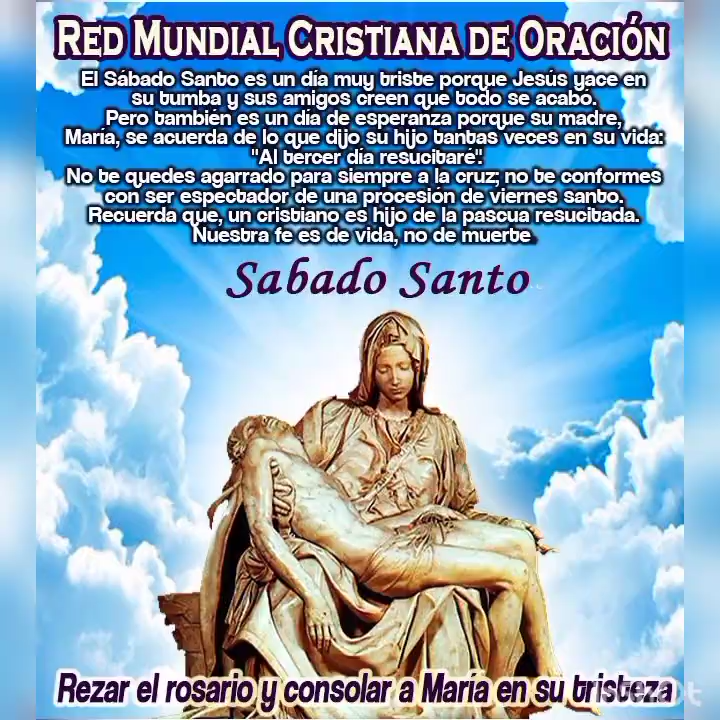 RED MUNDIAL CRISTIANA DE ORACIÓN
El Sábado Santo es un día muy triste porque Jesús yace en
su tumba y sus amigos creen que todo se acabó.
Pero también es un día de esperanza porque su madre,
María, se acuerda de lo que dijo su hijo tantas veces en su vida:
"Al tercer día resucitaré".
No te quedes agarrado para siempre a la cruz; no te conformes
con ser espectador de una procesión de viernes santo.
Recuerda que, un cristiano es hijo de la pascua resucitada.
Nuestra fe es de vida, no de muerte
Sabado Santo
Rezar el rosario y consolar a María en su tristeza